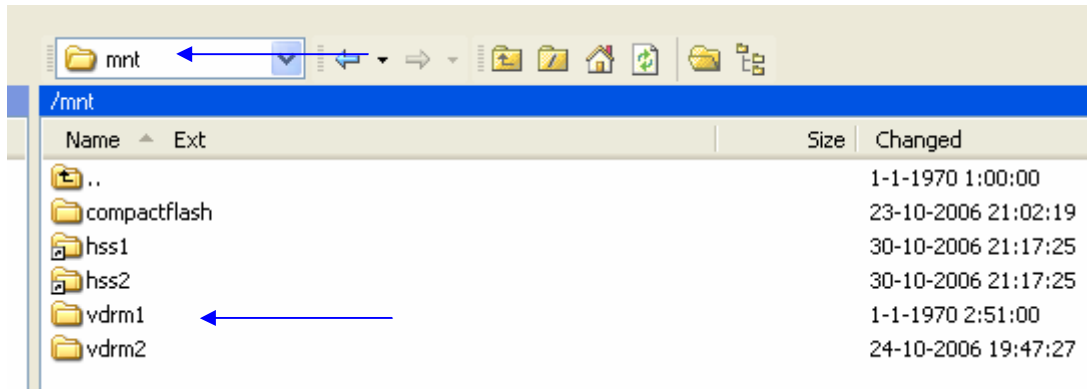 mnt
/mnt
Name Ext Size Changed
.. 1-1-1970 1:00:00
compactflash 23-10-2006 21:02:19
hss1 30-10-2006 21:17:25
hss2 30-10-2006 21:17:25
vdrm1 1-1-1970 2:51:00
vdrm2 24-10-2006 19:47:27